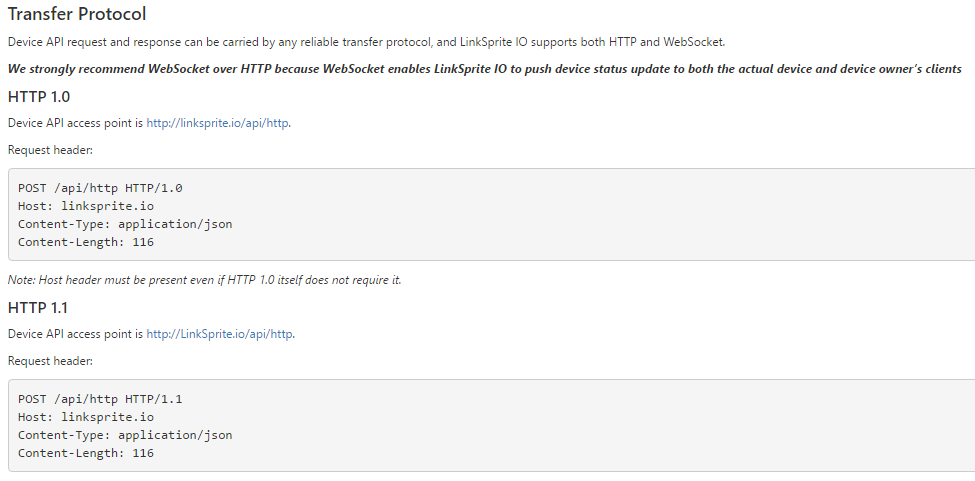 Transfer Protocol
Device API request and response can be carried by any reliable transfer protocol, and LinkSprite IO supports both HTTP and WebSocket.
We strongly recommend WebSocket over HTTP because WebSocket enables LinkSprite IO to push device status update to both the actual device and device owner's clients
HTTP 1.0
Device API access point is http://linksprite.io/api/http.
Request header:
POST /api/http HTTP/1.0
Host: linksprite.io
Content-Type: application/json
Content-Length: 116
Note: Host header must be present even if HTTP 1.0 itself does not require it.
HTTP 1.1
Device API access point is http://LinkSprite.io/api/http.
Request header:
POST /api/http HTTP/1.1
Host: linksprite.io
Content-Type: application/json
Content-Length: 116